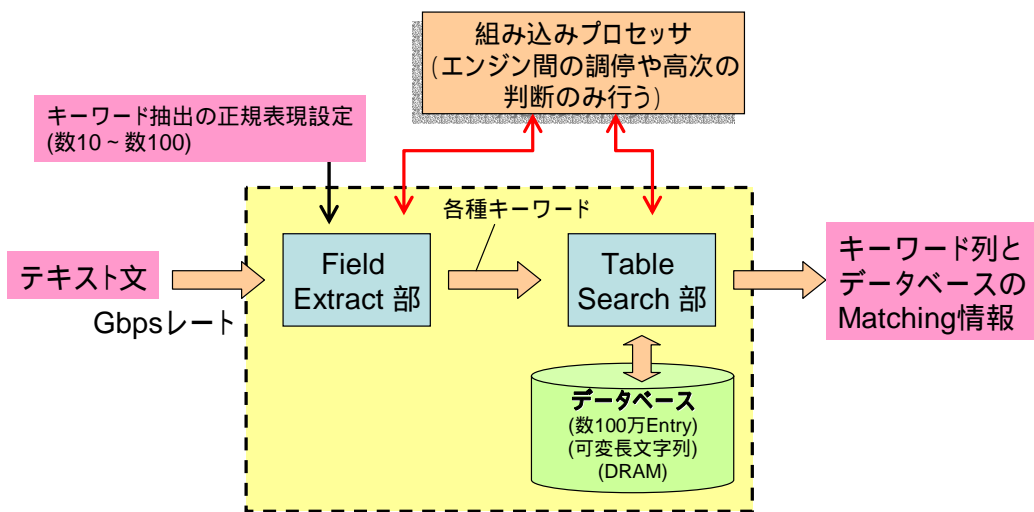 組み込みプロセッサ
(エンジン間の調停や高次の
判断のみ行う)
キーワード抽出の正規表現設定
(数10 ~ 数100)
各種キーワード
テキスト文
Gbpsレート
Field
Extract 部
Table
Search 部
キーワード列と
データベースの
Matching情報
データベース
(数100万Entry)
(可変長文字列)
(DRAM)